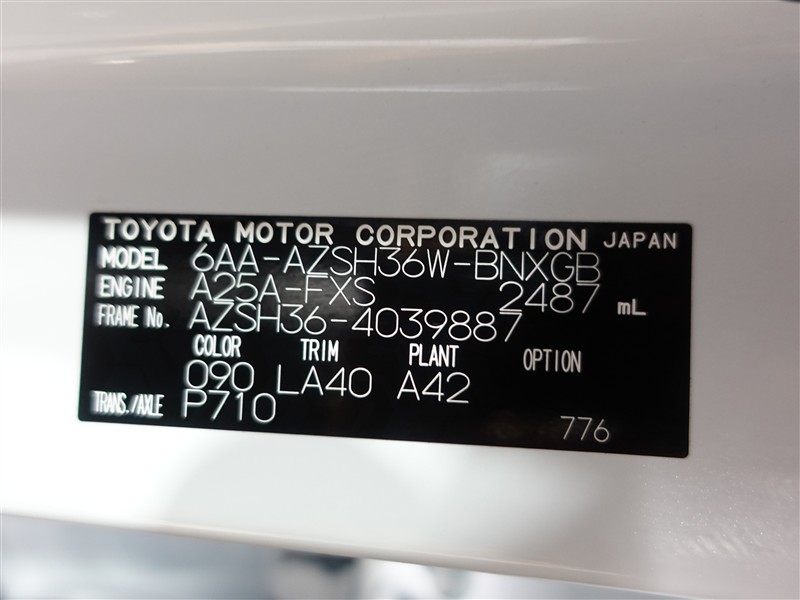 TOYOTA MOTOR CORPORATION JAPAN
MODEL 6AA-AZSH36W-BNXGB
ENGINE A25A-FXS 2487 mL
FRAME No. AZSH36-4039887
COLOR TRIM PLANT OPTION
090 LA40 A42
TRANS./AXLE P710
776